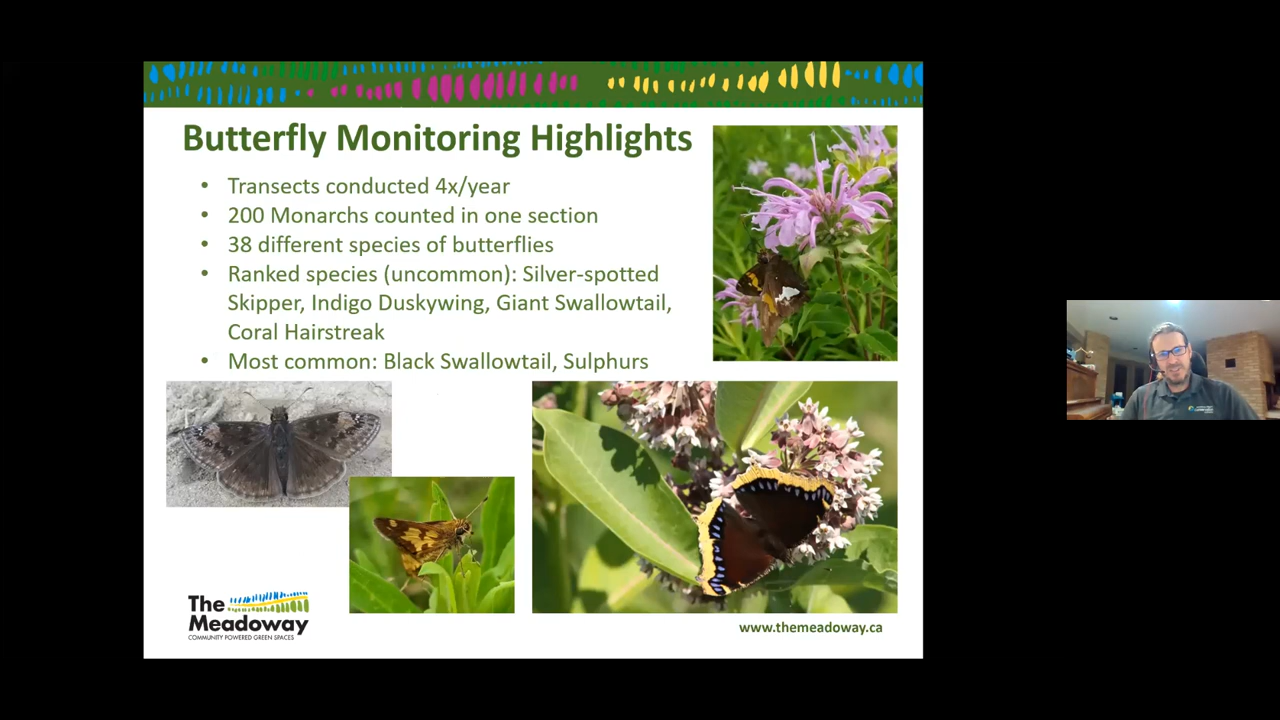 Butterfly Monitoring Highlights
• Transects conducted 4x/year
• 200 Monarchs counted in one section
• 38 different species of butterflies
• Ranked species (uncommon): Silver-spotted
Skipper, Indigo Duskywing, Giant Swallowtail,
Coral Hairstreak
• Most common: Black Swallowtail, Sulphurs
The
Meadoway
COMMUNITY POWERED GREEN SPACES
www.themeadoway.ca